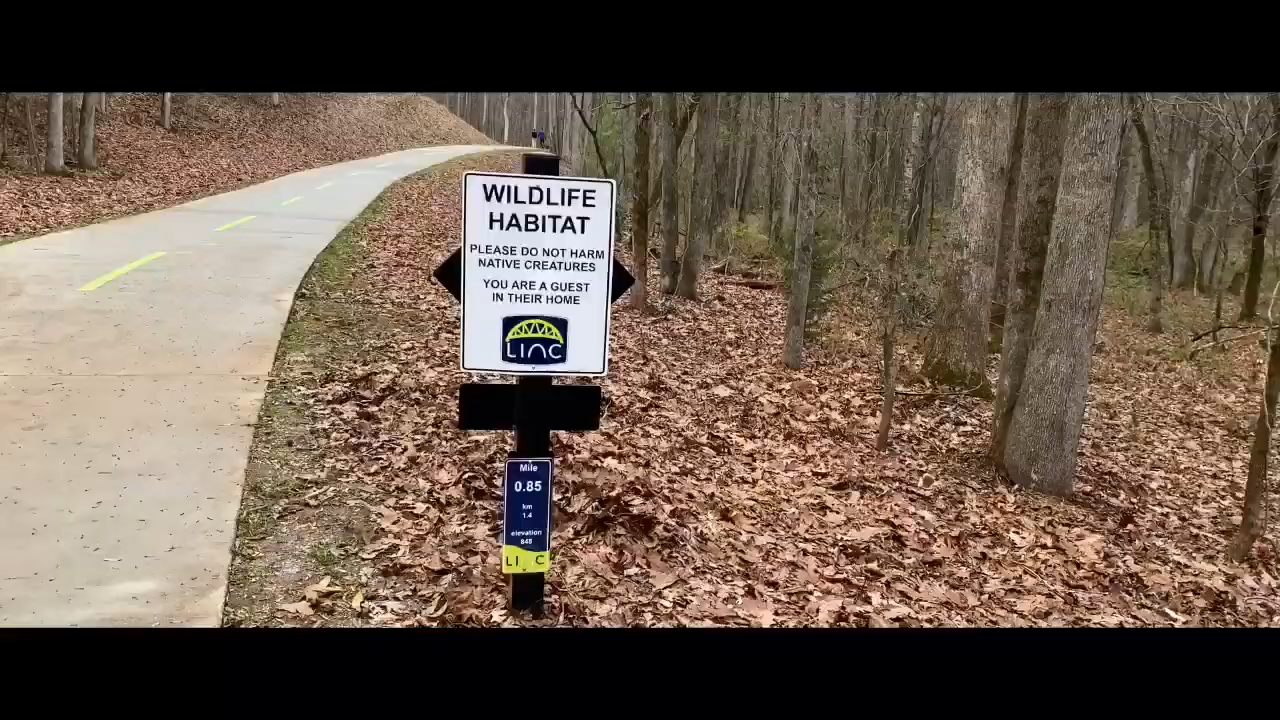 WILDLIFE
HABITAT
PLEASE DO NOT HARM
NATIVE CREATURES
YOU ARE A GUEST
IN THEIR HOME
LINC
Mile
0.85
km
1.4
elevation
845
LI C